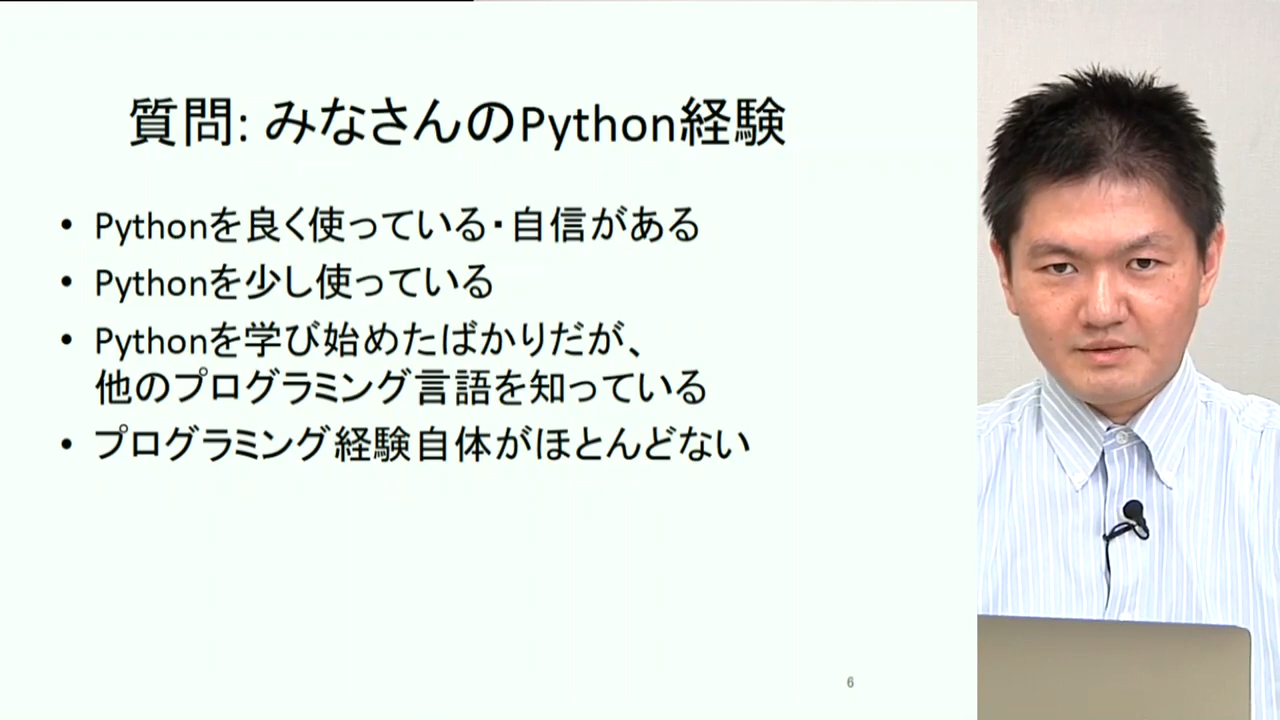 質問: みなさんのPython経験
• Pythonを良く使っている・自信がある
• Pythonを少し使っている
• Pythonを学び始めたばかりだが、
他のプログラミング言語を知っている
• プログラミング経験自体がほとんどない
6